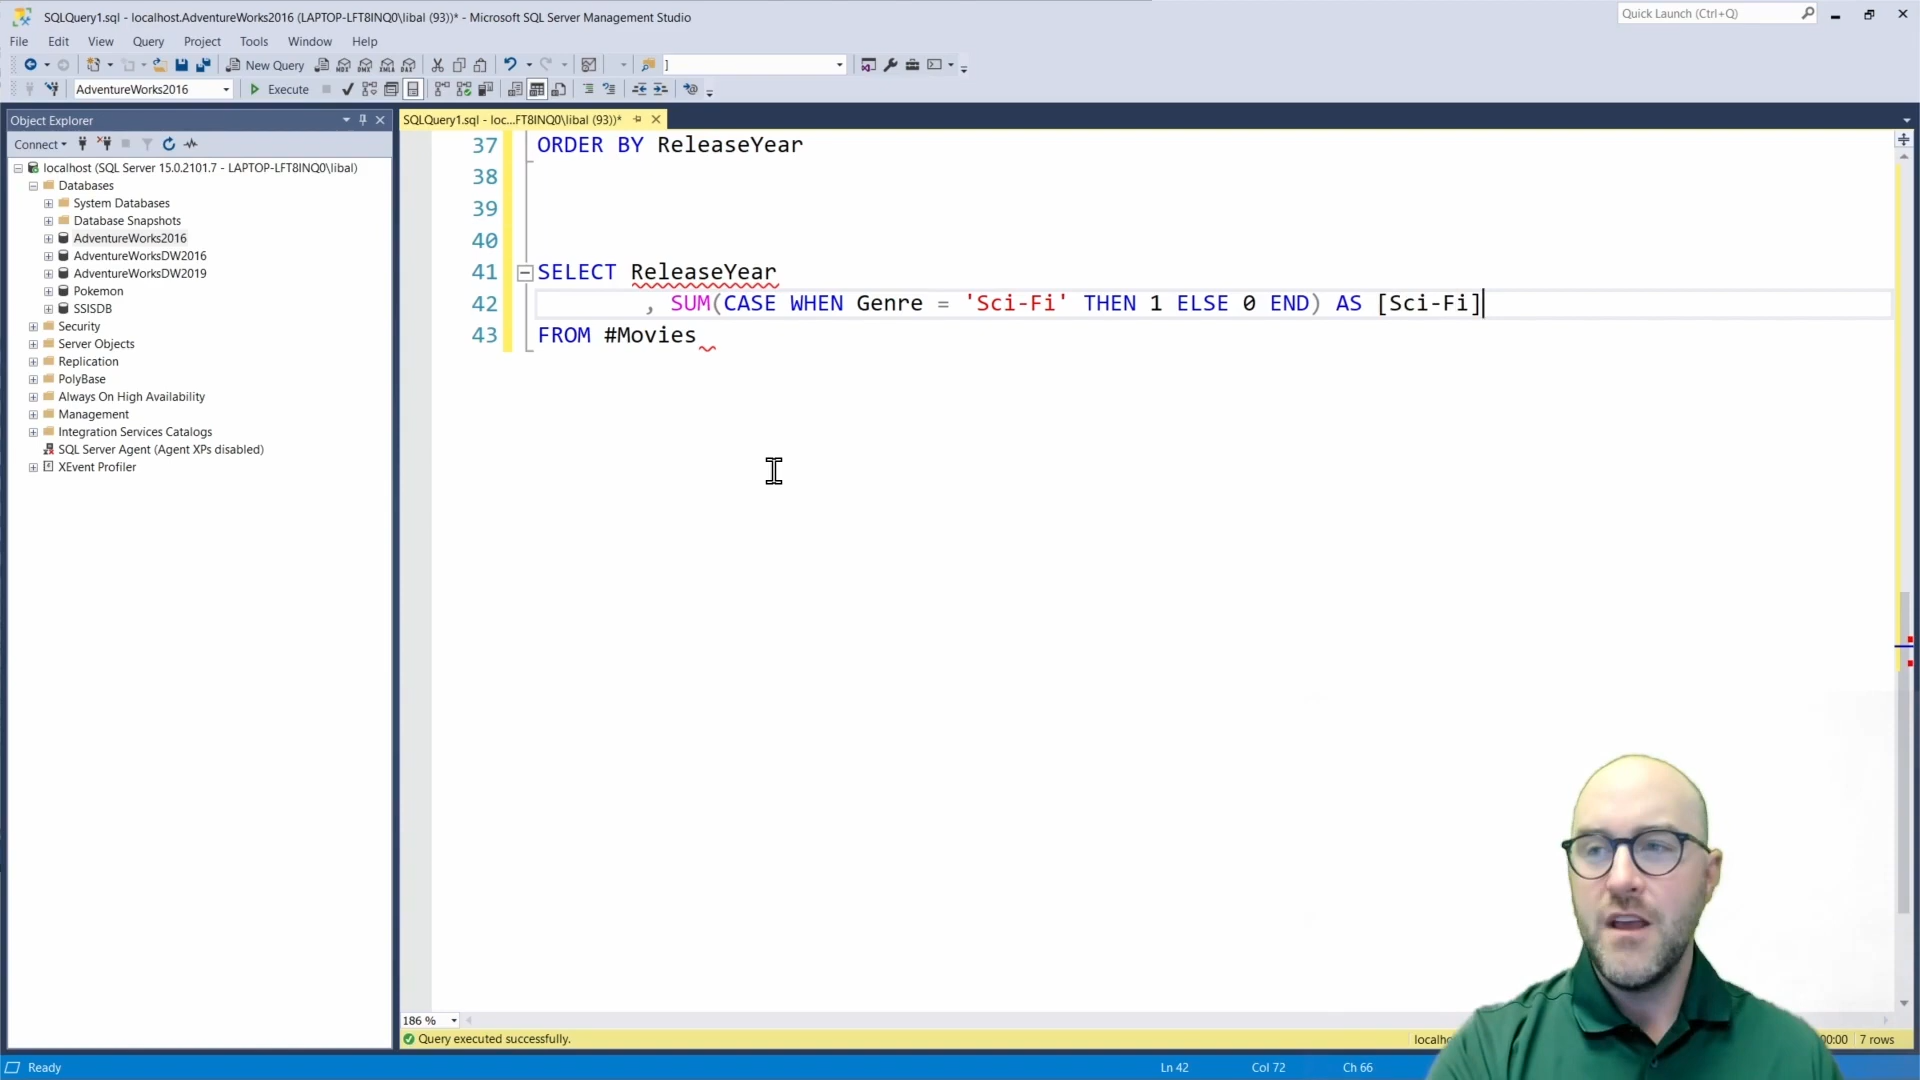 SQLQuery1.sql - localhost.AdventureWorks2016 (LAPTOP-LFT8INQ0\libal (93))* - Microsoft SQL Server Management Studio
Quick Launch (Ctrl+Q)
File Edit View Query Project Tools Window Help
New Query
]
AdventureWorks2016
Execute
Object Explorer
SQLQuery1.sql - loc...FT8INQ0\libal (93))*
Connect
localhost (SQL Server 15.0.2101.7 - LAPTOP-LFT8INQ0\libal)
Databases
System Databases
Database Snapshots
AdventureWorks2016
AdventureWorksDW2016
AdventureWorksDW2019
Pokemon
SSISDB
Security
Server Objects
Replication
PolyBase
Always On High Availability
Management
Integration Services Catalogs
SQL Server Agent (Agent XPs disabled)
XEvent Profiler
37 ORDER BY ReleaseYear
38
39
40
41 SELECT ReleaseYear
42 , SUM(CASE WHEN Genre = 'Sci-Fi' THEN 1 ELSE 0 END) AS [Sci-Fi]
43 FROM #Movies
186 %
Query executed successfully.
00:00 7 rows
Ready
Ln 42 Col 72 Ch 66